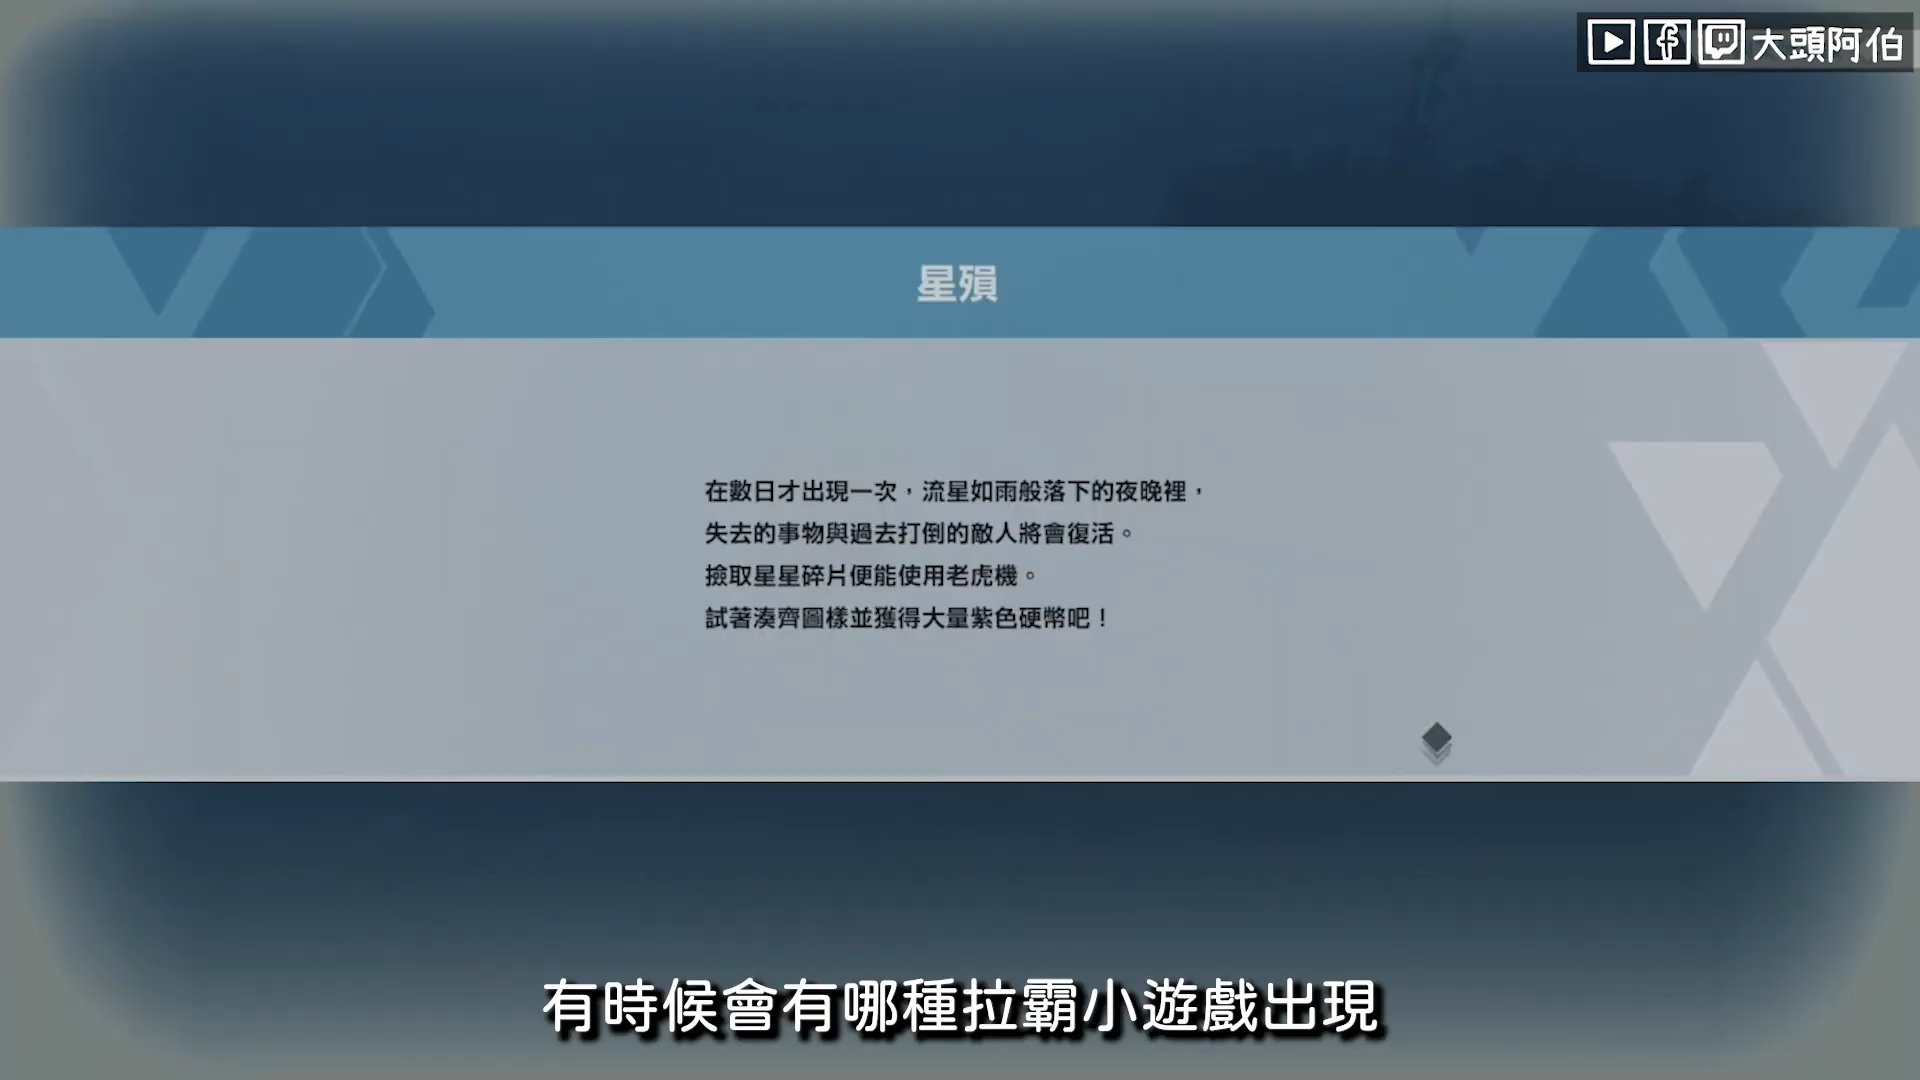 大頭阿伯
星殞
在數日才出現一次，流星如雨般落下的夜晚裡，
失去的事物與過去打倒的敵人將會復活。
撿取星星碎片便能使用老虎機。
試著湊齊圖樣並獲得大量紫色硬幣吧！
有時候會有哪種拉霸小遊戲出現